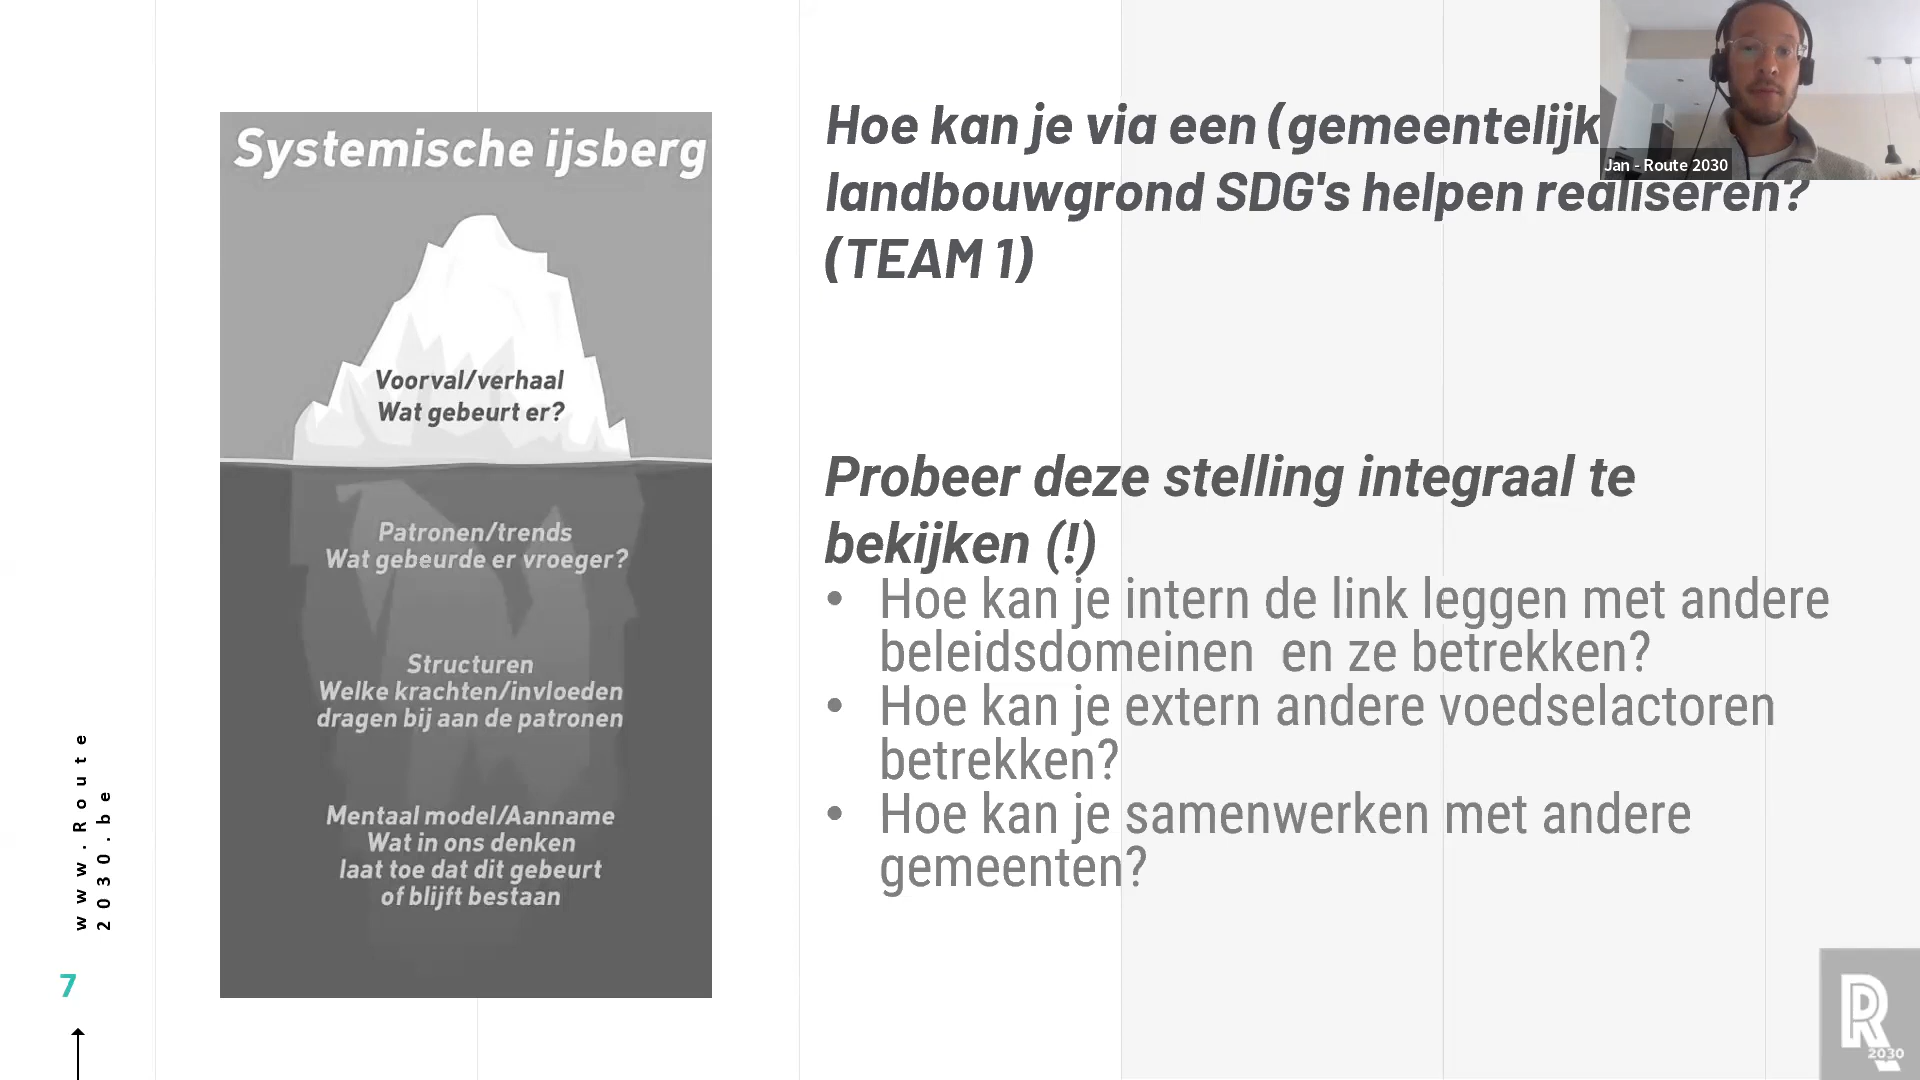 Systemische ijsberg
Voorval/verhaal
Wat gebeurt er?
Patronen/trends
Wat gebeurde er vroeger?
Structuren
Welke krachten/invloeden
dragen bij aan de patronen
Mentaal model/Aanname
Wat in ons denken
laat toe dat dit gebeurt
of blijft bestaan
Hoe kan je via een (gemeentelijk
landbouwgrond SDG's helpen realiseren?
(TEAM 1)
Probeer deze stelling integraal te
bekijken (!)
• Hoe kan je intern de link leggen met andere
beleidsdomeinen en ze betrekken?
• Hoe kan je extern andere voedselactoren
betrekken?
• Hoe kan je samenwerken met andere
gemeenten?
Jan - Route 2030
www.Route
2030.be
7
R
2030